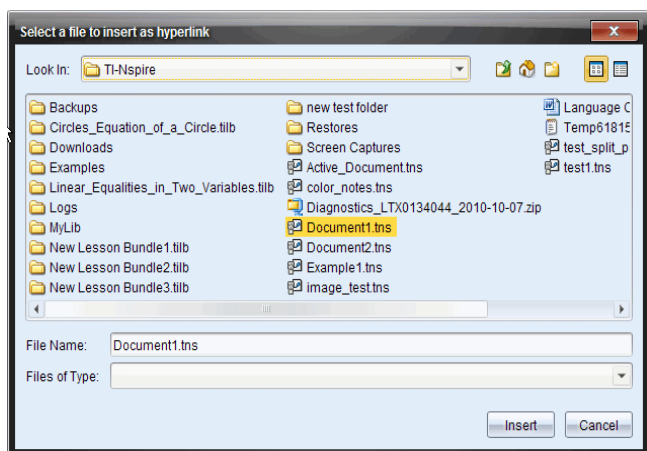 Select a file to insert as hyperlink
Look In: TI-Nspire
Backups
Circles_Equation_of_a_Circle.tilb
Downloads
Examples
Linear_Equalities_in_Two_Variables.tilb
Logs
MyLib
New Lesson Bundle1.tilb
New Lesson Bundle2.tilb
New Lesson Bundle3.tilb
new test folder
Restores
Screen Captures
Active_Document.tns
color_notes.tns
Diagnostics_LTX0134044_2010-10-07.zip
Document1.tns
Document2.tns
Example1.tns
image_test.tns
Language C
Temp61815
test_split_p
test1.tns
File Name: Document1.tns
Files of Type:
Insert Cancel